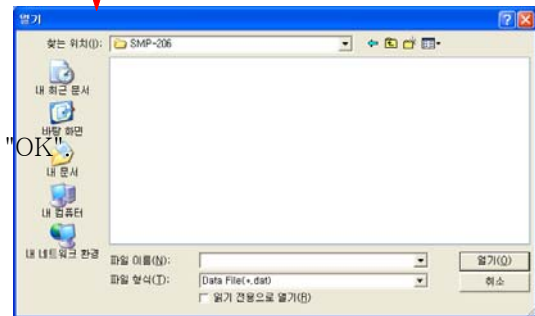 열기
찾는 위치(I): SMP-206
내 최근 문서
바탕 화면
"OK".
내 문서
내 컴퓨터
내 네트워크 환경
파일 이름(N): 열기(O)
파일 형식(T): Data File(*.dat) 취소
읽기 전용으로 열기(R)